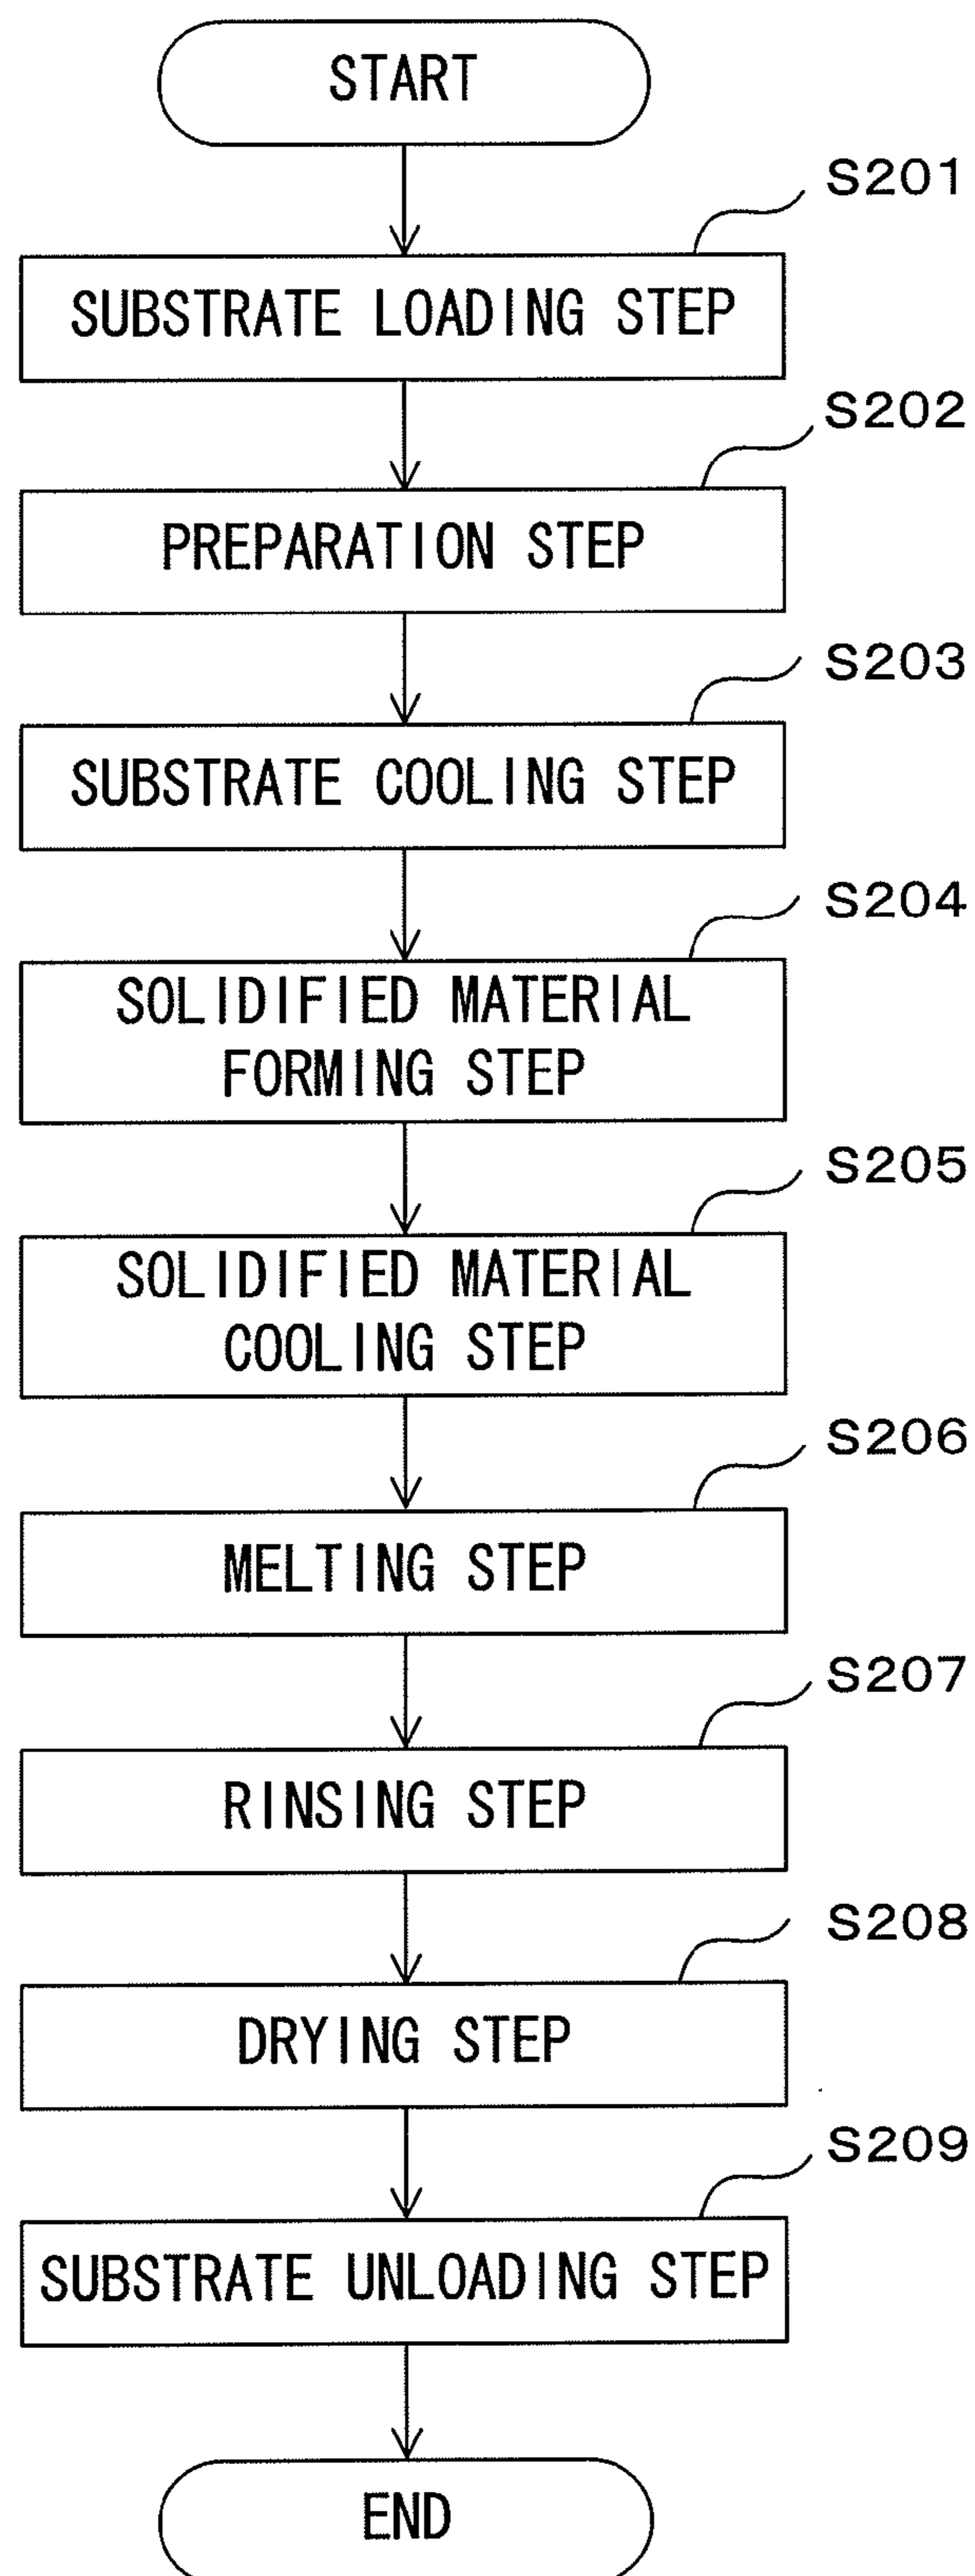 START
S201
SUBSTRATE LOADING STEP
S202
PREPARATION STEP
S203
SUBSTRATE COOLING STEP
S204
SOLIDIFIED MATERIAL
FORMING STEP
S205
SOLIDIFIED MATERIAL
COOLING STEP
S206
MELTING STEP
S207
RINSING STEP
S208
DRYING STEP
S209
SUBSTRATE UNLOADING STEP
END